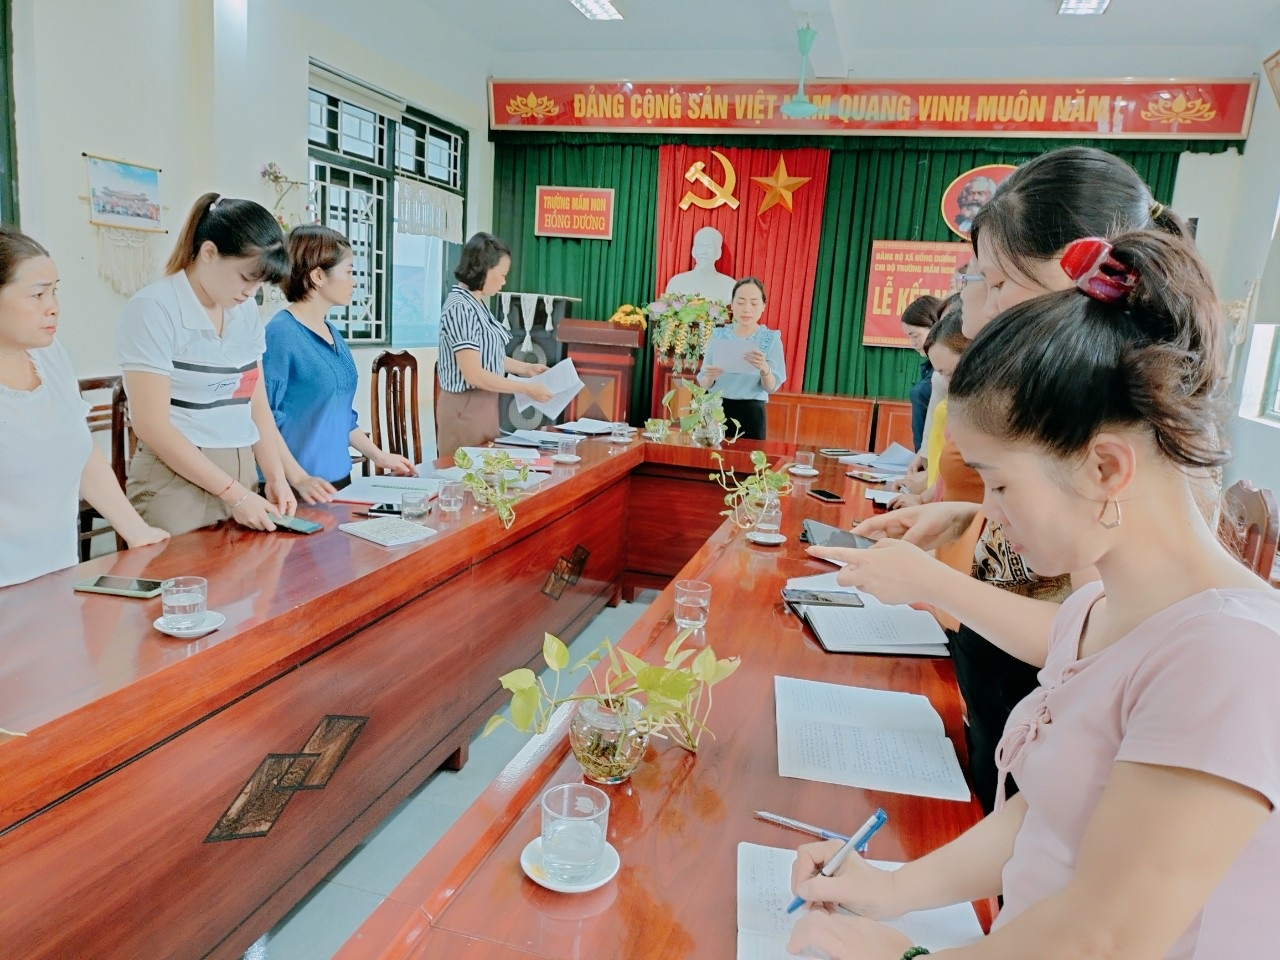 ĐẢNG CỘNG SẢN VIỆT NAM QUANG VINH MUÔN NĂM
TRƯỜNG MẦM NON
HỒNG DƯƠNG
ĐẢNG BỘ XÃ HỒNG DƯƠNG
CHI BỘ TRƯỜNG MẦM NON
LỄ KẾT